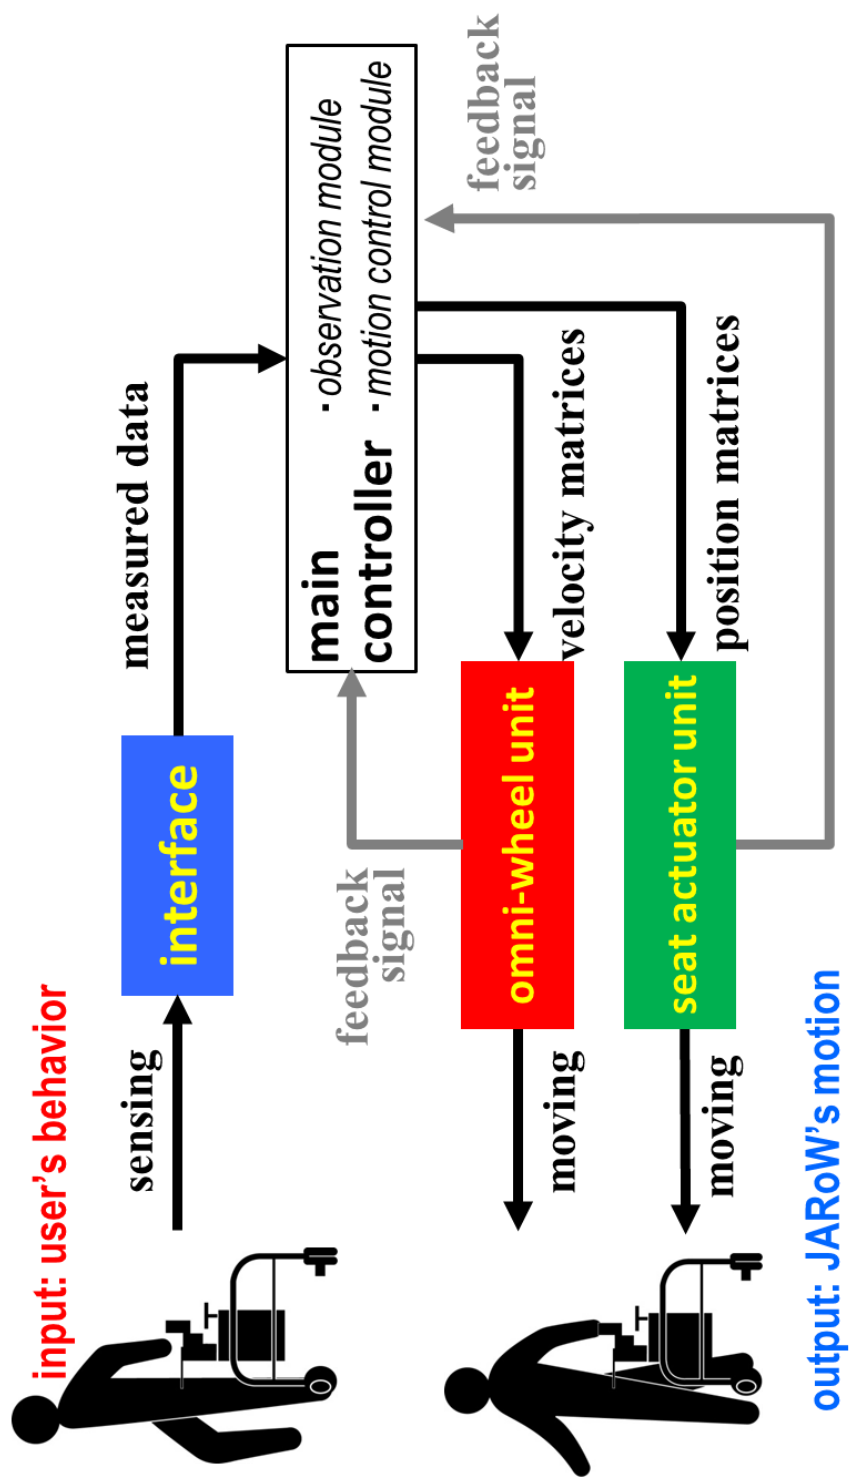 input: user's behavior
sensing
interface
measured data
main
controller
· observation module
· motion control module
feedback
signal
feedback
signal
omni-wheel unit
velocity matrices
moving
seat actuator unit
position matrices
moving
output: JARoW's motion